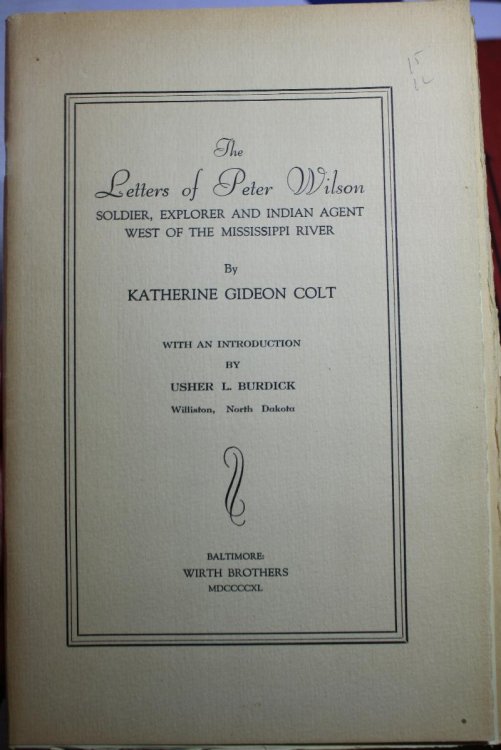 15
The
Letters of Peter Wilson
SOLDIER, EXPLORER AND INDIAN AGENT
WEST OF THE MISSISSIPPI RIVER
By
KATHERINE GIDEON COLT
WITH AN INTRODUCTION
BY
USHER L. BURDICK
Williston, North Dakota
BALTIMORE:
WIRTH BROTHERS
MDCCCCXL